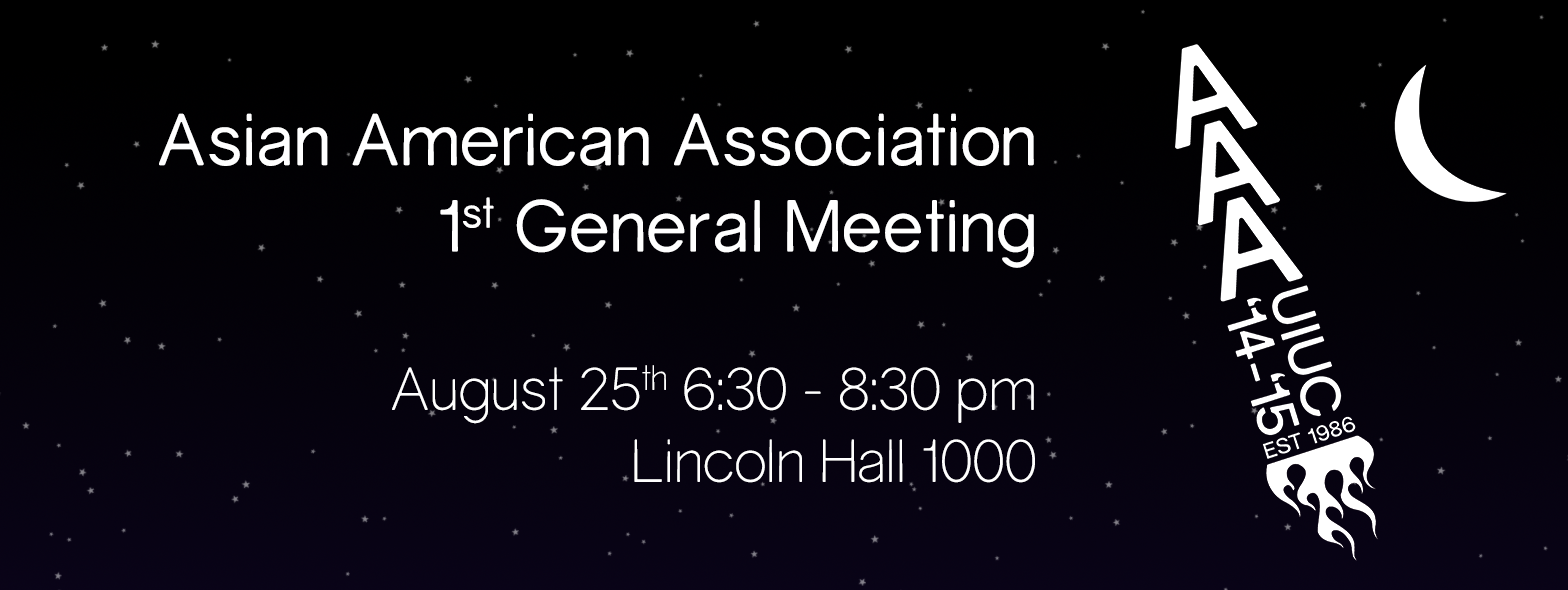 Asian American Association
1st General Meeting
August 25th 6:30 - 8:30 pm
Lincoln Hall 1000
A
A
A
UIUC
'14-'15
EST 1986